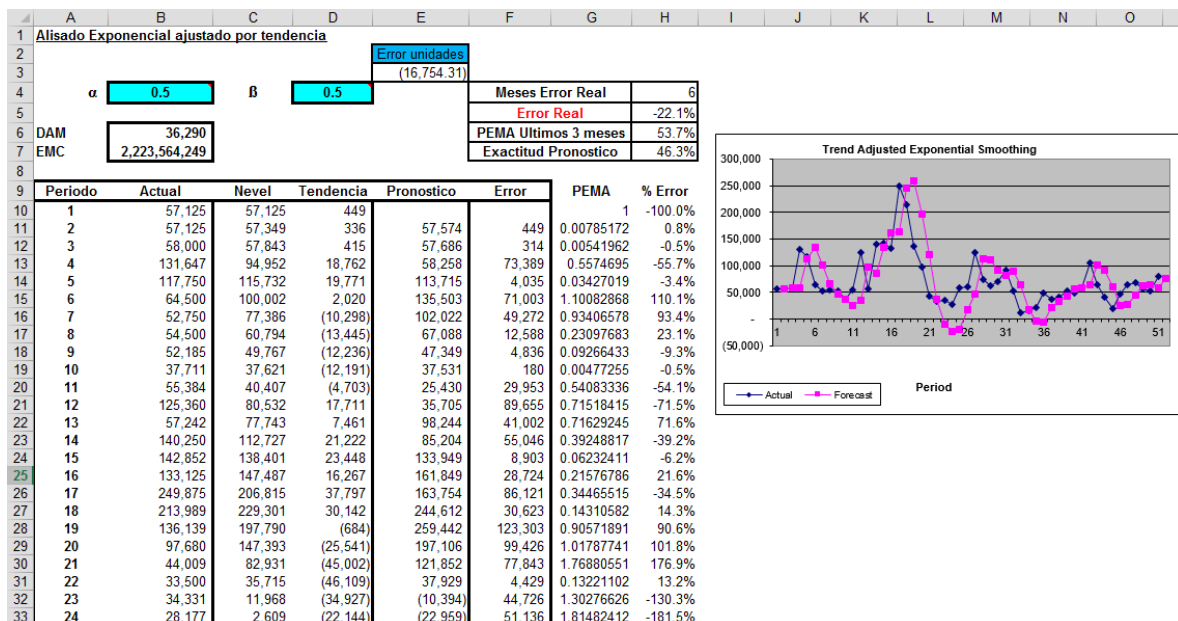 A B C D E F G H I J K L M N O
1 Alisado Exponencial ajustado por tendencia
2 Error unidades
3 (16,754.31)
4 α 0.5 ß 0.5 Meses Error Real 6
5 Error Real -22.1%
6 DAM 36,290 PEMA Ultimos 3 meses 53.7%
7 EMC 2,223,564,249 Exactitud Pronostico 46.3%
8
9 Periodo Actual Nevel Tendencia Pronostico Error PEMA % Error
10 1 57,125 57,125 449 1 -100.0%
11 2 57,125 57,349 336 57,574 449 0.00785172 0.8%
12 3 58,000 57,843 415 57,686 314 0.00541962 -0.5%
13 4 131,647 94,952 18,762 58,258 73,389 0.5574695 -55.7%
14 5 117,750 115,732 19,771 113,715 4,035 0.03427019 -3.4%
15 6 64,500 100,002 2,020 135,503 71,003 1.10082868 110.1%
16 7 52,750 77,386 (10,298) 102,022 49,272 0.93406578 93.4%
17 8 54,500 60,794 (13,445) 67,088 12,588 0.23097683 23.1%
18 9 52,185 49,767 (12,236) 47,349 4,836 0.09266433 -9.3%
19 10 37,711 37,621 (12,191) 37,531 180 0.00477255 -0.5%
20 11 55,384 40,407 (4,703) 25,430 29,953 0.54083336 -54.1%
21 12 125,360 80,532 17,711 35,705 89,655 0.71518415 -71.5%
22 13 57,242 77,743 7,461 98,244 41,002 0.71629245 71.6%
23 14 140,250 112,727 21,222 85,204 55,046 0.39248817 -39.2%
24 15 142,852 138,401 23,448 133,949 8,903 0.06232411 -6.2%
25 16 133,125 147,487 16,267 161,849 28,724 0.21576786 21.6%
26 17 249,875 206,815 37,797 163,754 86,121 0.34465515 -34.5%
27 18 213,989 229,301 30,142 244,612 30,623 0.14310582 14.3%
28 19 136,139 197,790 (684) 259,442 123,303 0.90571891 90.6%
29 20 97,680 147,393 (25,541) 197,106 99,426 1.01787741 101.8%
30 21 44,009 82,931 (45,002) 121,852 77,843 1.76880551 176.9%
31 22 33,500 35,715 (46,109) 37,929 4,429 0.13221102 13.2%
32 23 34,331 11,968 (34,927) (10,394) 44,726 1.30276626 -130.3%
33 24 28,177 2,609 (22,144) (22,959) 51,136 1.81482412 -181.5%
Trend Adjusted Exponential Smoothing
300,000
250,000
200,000
150,000
100,000
50,000
-
(50,000)
1 6 11 16 21 26 31 36 41 46 51
Period
Actual Forecast